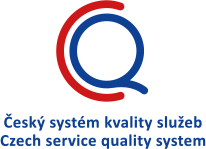 Český systém kvality služeb
Czech service quality system